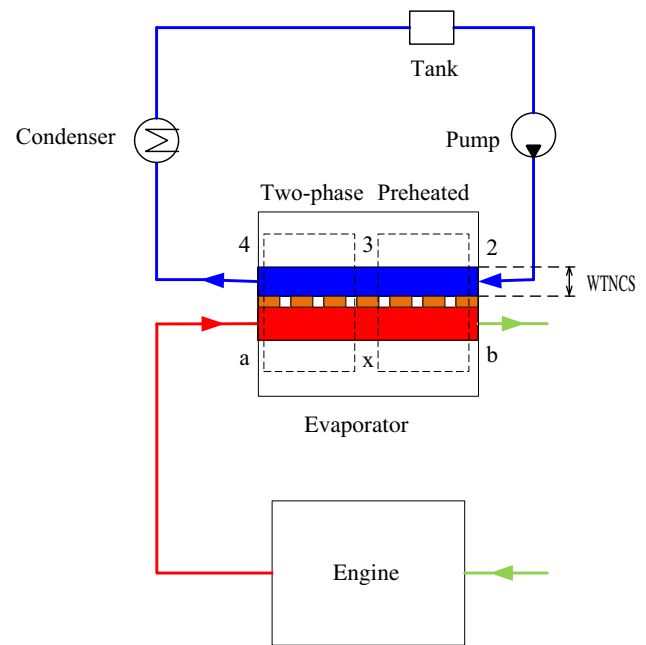 Tank
Condenser
Pump
Two-phase Preheated
4 3 2
WTNCS
a x b
Evaporator
Engine